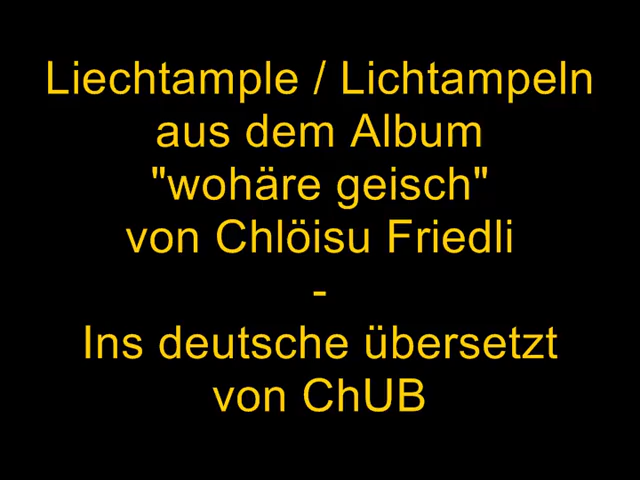 Liechtample / Lichtampeln
aus dem Album
"wohäre geisch"
von Chlöisu Friedli
-
Ins deutsche übersetzt
von ChUB